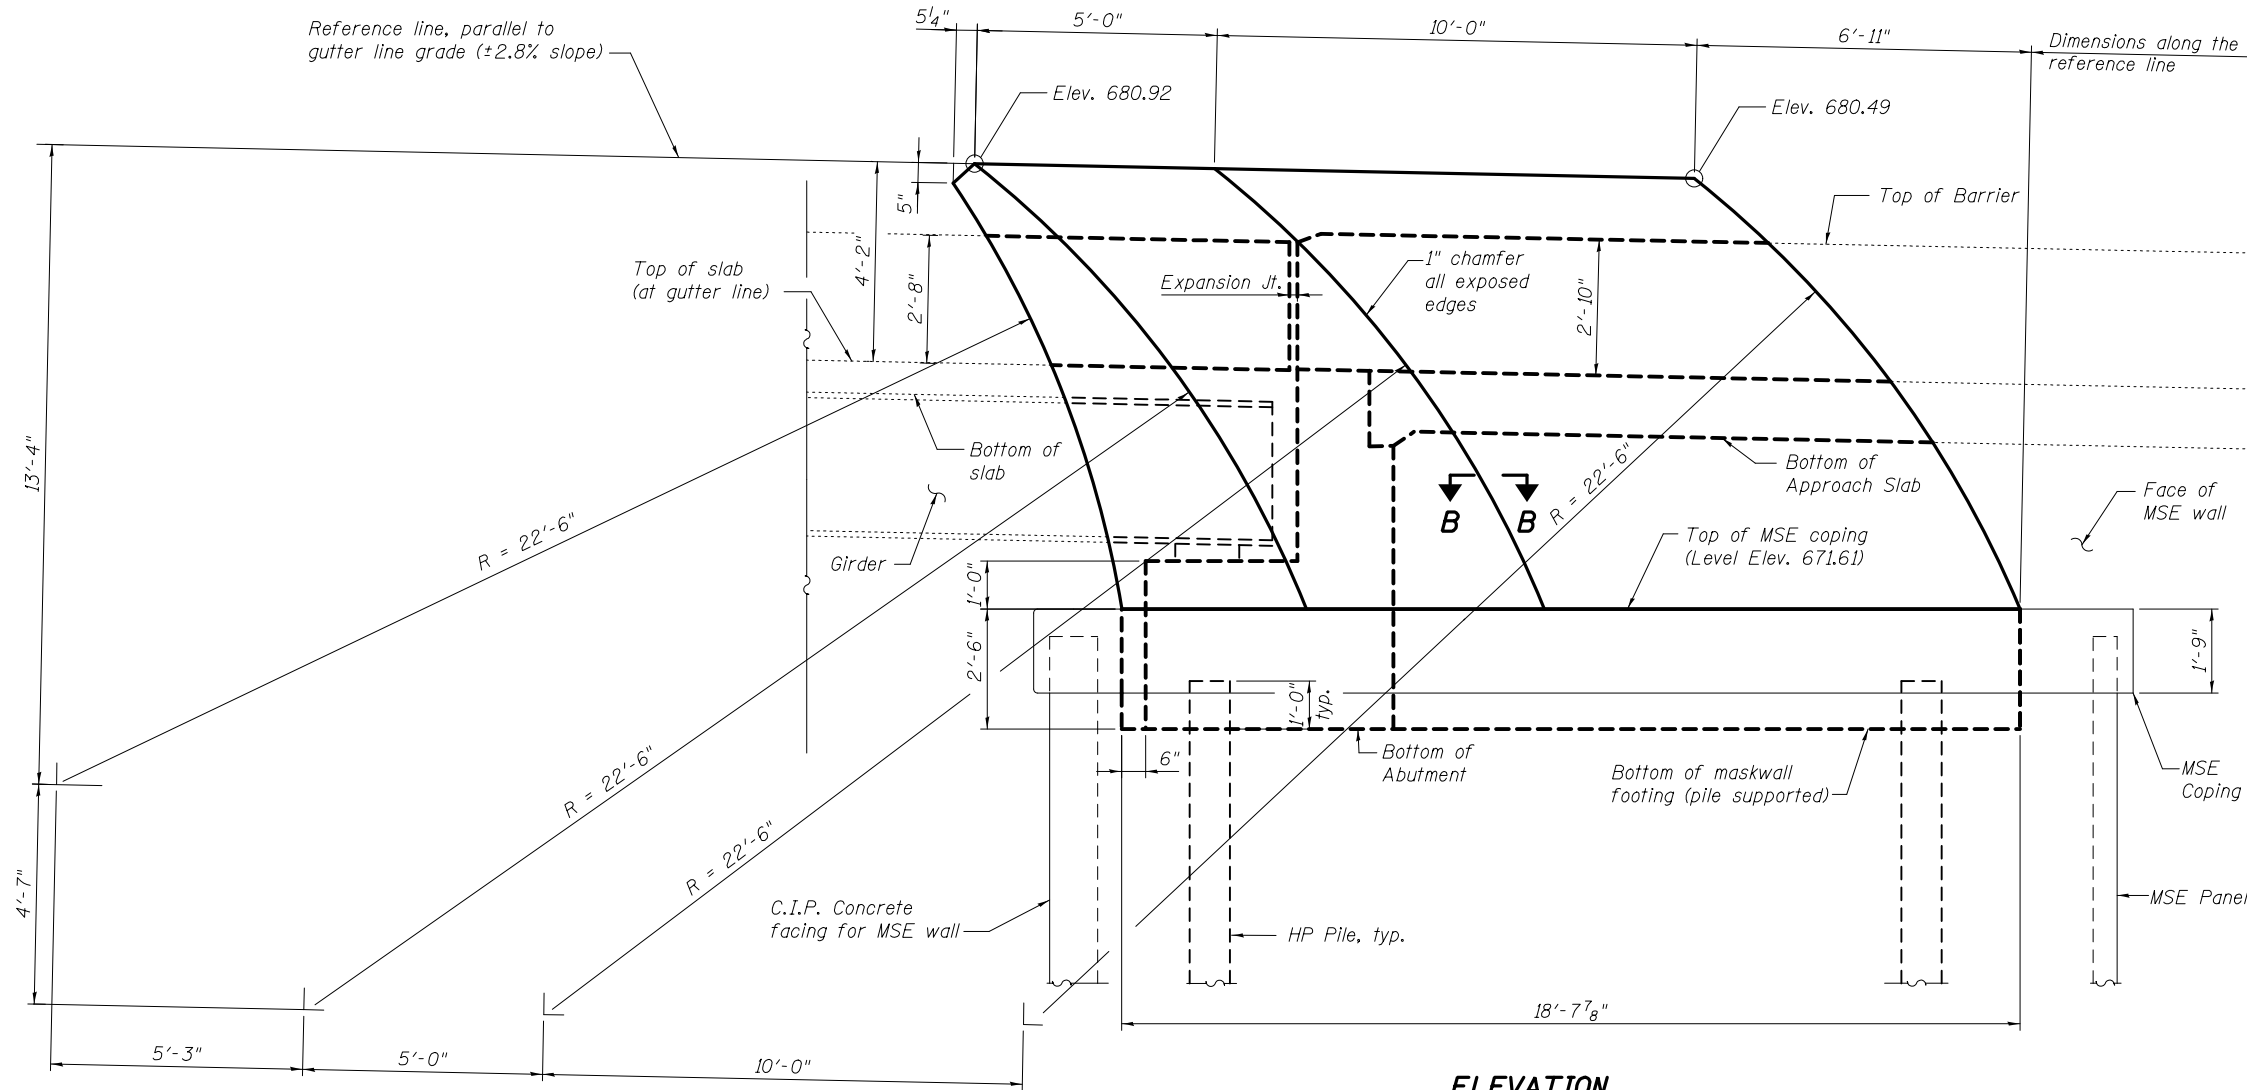 5¼"
5'-0"
10'-0"
6'-11"
Dimensions along the
reference line
Reference line, parallel to
gutter line grade (±2.8% slope)
Elev. 680.92
Elev. 680.49
Top of Barrier
5"
4'-2"
2'-8"
Top of slab
(at gutter line)
Expansion Jt.
1" chamfer
all exposed
edges
2'-10"
13'-4"
Bottom of
slab
Bottom of
Approach Slab
R = 22'-6"
R = 22'-6"
B
B
Face of
MSE wall
Top of MSE coping
(Level Elev. 671.61)
Girder
1'-0"
2'-6"
1'-9"
1'-0"
typ.
6"
Bottom of
Abutment
Bottom of maskwall
footing (pile supported)
MSE
Coping
R = 22'-6"
R = 22'-6"
4'-7"
C.I.P. Concrete
facing for MSE wall
HP Pile, typ.
MSE Panel
18'-7⅞"
5'-3"
5'-0"
10'-0"
ELEVATION